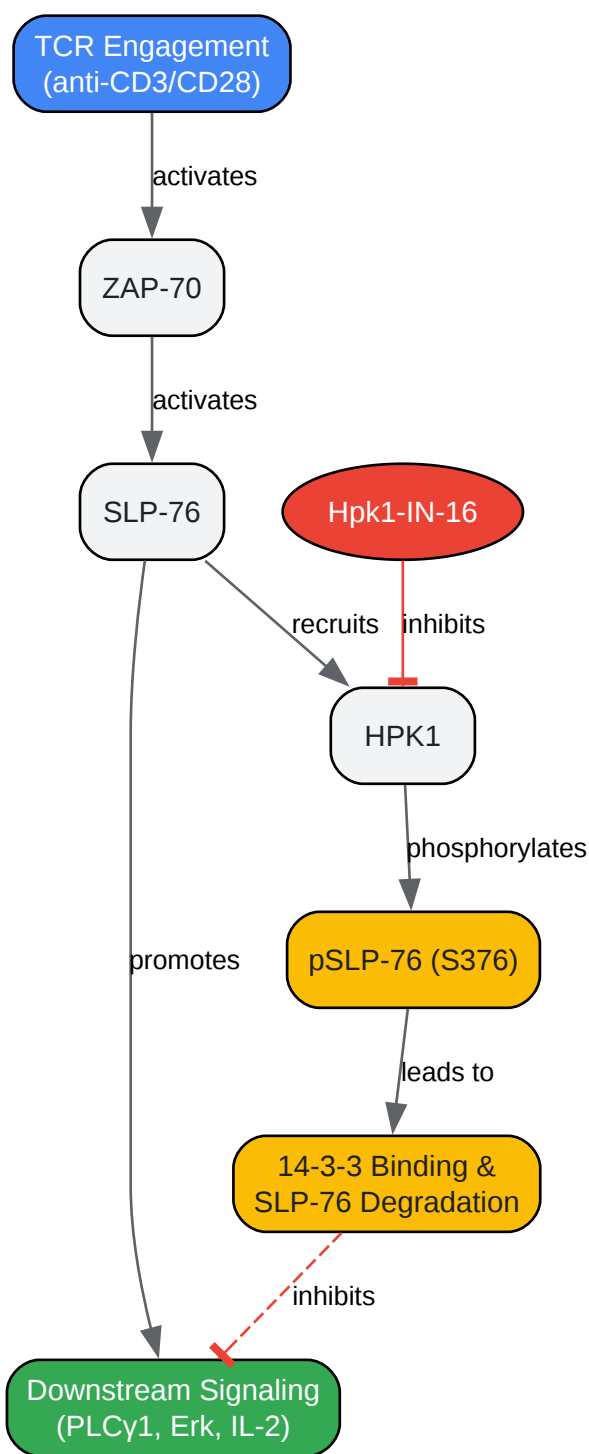 TCR Engagement
(anti-CD3/CD28)
activates
ZAP-70
activates
SLP-76
Hpk1-IN-16
recruits
inhibits
HPK1
phosphorylates
promotes
pSLP-76 (S376)
leads to
14-3-3 Binding &
SLP-76 Degradation
inhibits
Downstream Signaling
(PLCγ1, Erk, IL-2)